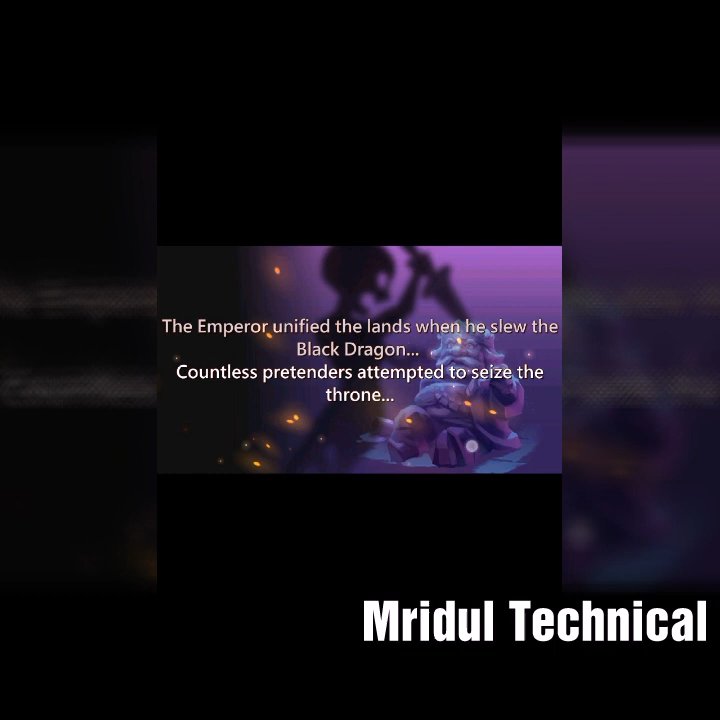 The Emperor unified the lands when he slew the
Black Dragon...
Countless pretenders attempted to seize the
throne...
Mridul Technical